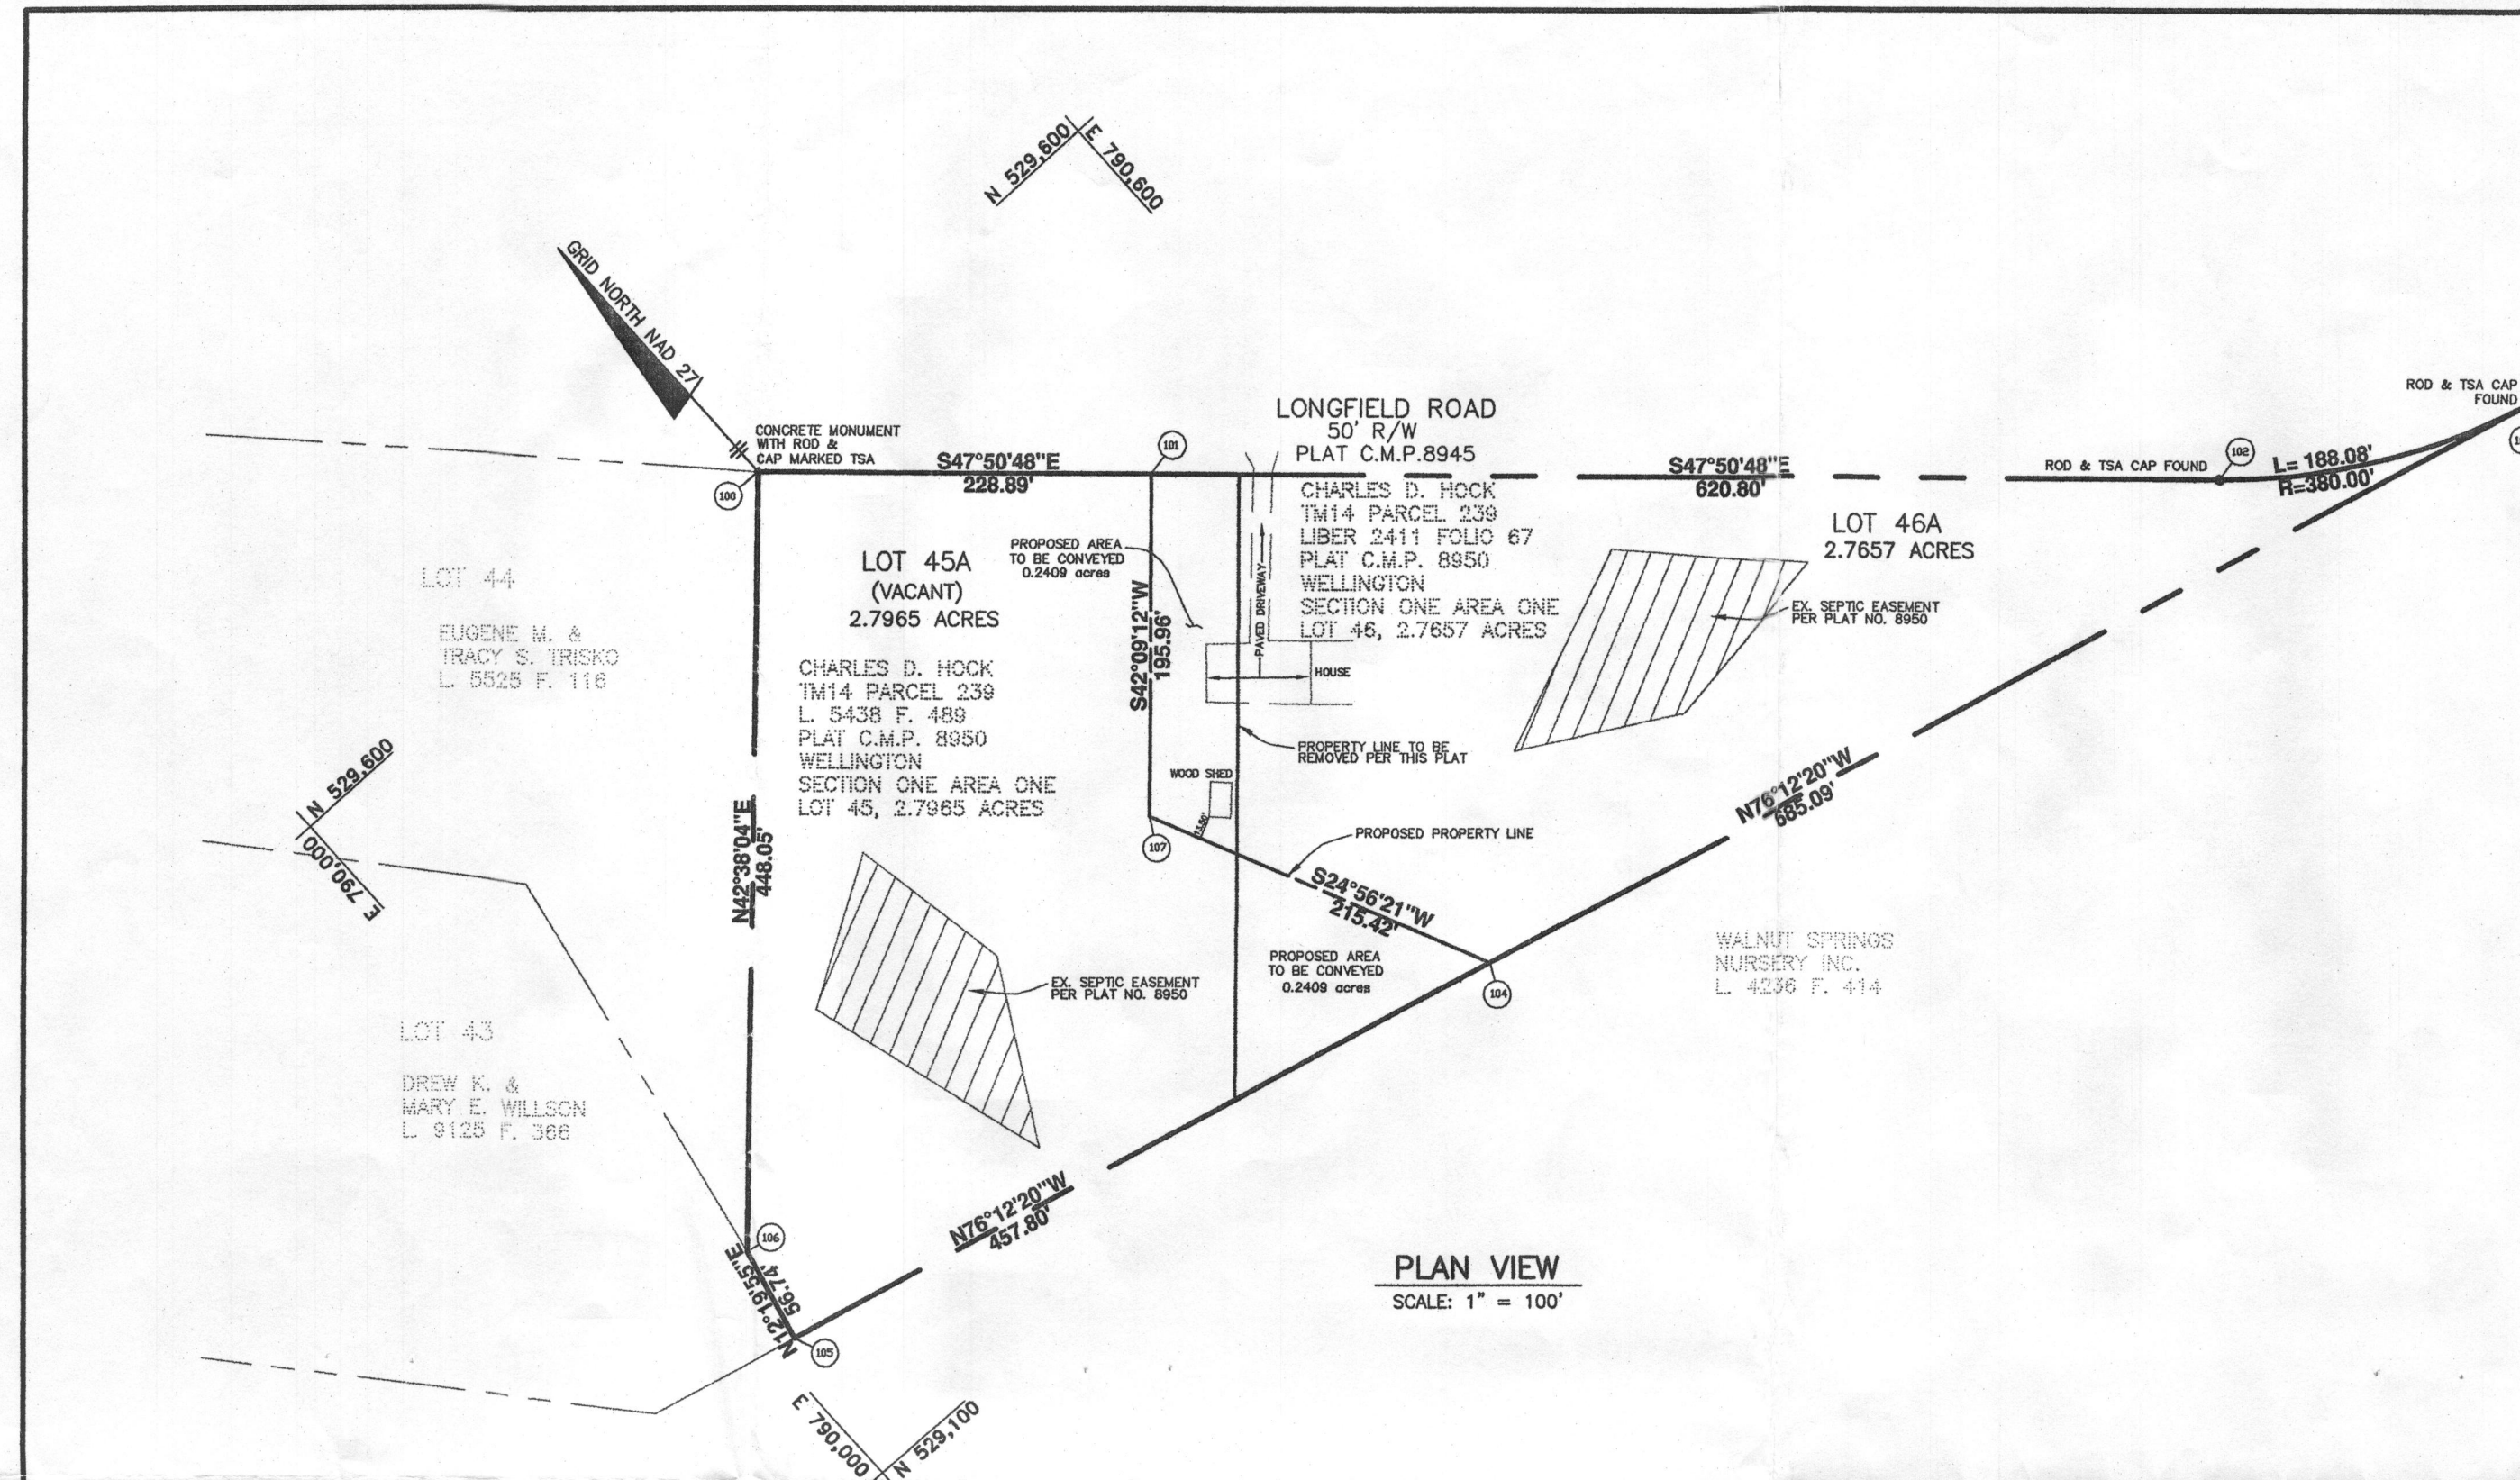 N 529,600
E 790,600
GRID NORTH NAD 27
CONCRETE MONUMENT
WITH ROD &
CAP MARKED TSA
100
S47°50'48"E
228.89'
101
LONGFIELD ROAD
50' R/W
PLAT C.M.P.8945
S47°50'48"E
620.80'
ROD & TSA CAP FOUND
102
L= 188.08'
R=380.00'
ROD & TSA CAP
FOUND
LOT 44
EUGENE M. &
TRACY S. TRISKO
L. 5525 F. 116
LOT 45A
(VACANT)
2.7965 ACRES
PROPOSED AREA
TO BE CONVEYED
0.2409 acres
CHARLES D. HOCK
TM14 PARCEL 239
L. 5438 F. 489
PLAT C.M.P. 8950
WELLINGTON
SECTION ONE AREA ONE
LOT 45, 2.7965 ACRES
S42°09'12"W
195.96'
PAVED DRIVEWAY
HOUSE
CHARLES D. HOCK
TM14 PARCEL 239
LIBER 2411 FOLIO 67
PLAT C.M.P. 8950
WELLINGTON
SECTION ONE AREA ONE
LOT 46, 2.7657 ACRES
LOT 46A
2.7657 ACRES
EX. SEPTIC EASEMENT
PER PLAT NO. 8950
PROPERTY LINE TO BE
REMOVED PER THIS PLAT
WOOD SHED
13.50'
107
PROPOSED PROPERTY LINE
S24°56'21"W
215.42'
N76°12'20"W
685.09'
N 529,600
E 790,000
N42°38'04"E
448.05'
EX. SEPTIC EASEMENT
PER PLAT NO. 8950
PROPOSED AREA
TO BE CONVEYED
0.2409 acres
104
WALNUT SPRINGS
NURSERY INC.
L. 4236 F. 414
LOT 43
DREW K. &
MARY E. WILLSON
L. 9125 F. 366
N76°12'20"W
457.80'
106
N12°19'55"E
56.74'
105
PLAN VIEW
SCALE: 1" = 100'
E 790,000
N 529,100